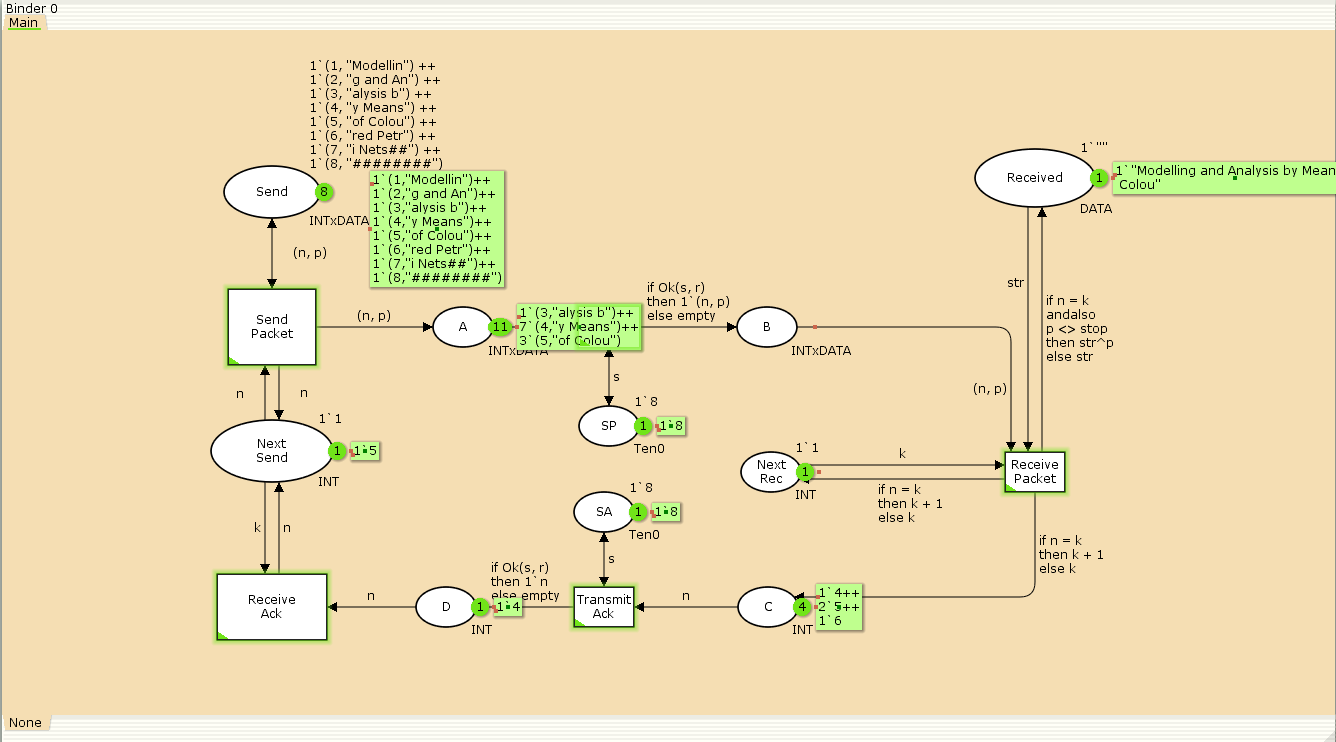 Binder 0
Main
1`(1, "Modellin") ++
1`(2, "g and An") ++
1`(3, "alysis b") ++
1`(4, "y Means") ++
1`(5, "of Colou") ++
1`(6, "red Petr") ++
1`(7, "i Nets##") ++
1`(8, "########")
Send
8
INTxDATA
1`(1,"Modellin")++
1`(2,"g and An")++
1`(3,"alysis b")++
1`(4,"y Means")++
1`(5,"of Colou")++
1`(6,"red Petr")++
1`(7,"i Nets##")++
1`(8,"########")
1`""
Received
1
1`"Modelling and Analysis by Mean
Colou"
DATA
(n, p)
Send
Packet
(n, p)
A
11
INTxDATA
1`(3,"alysis b")++
7`(4,"y Means")++
3`(5,"of Colou")
if Ok(s, r)
then 1`(n, p)
else empty
B
INTxDATA
str
if n = k
andalso
p <> stop
then str^p
else str
(n, p)
n
n
s
1`8
SP
1
1`8
Ten0
1`1
Next
Send
1
1`5
INT
1`1
Next
Rec
1
INT
k
if n = k
then k + 1
else k
Receive
Packet
1`8
SA
1
1`8
Ten0
k
n
s
if n = k
then k + 1
else k
Receive
Ack
n
D
1
1`4
INT
if Ok(s, r)
then 1`n
else empty
Transmit
Ack
n
C
4
INT
1`4++
2`5++
1`6
None